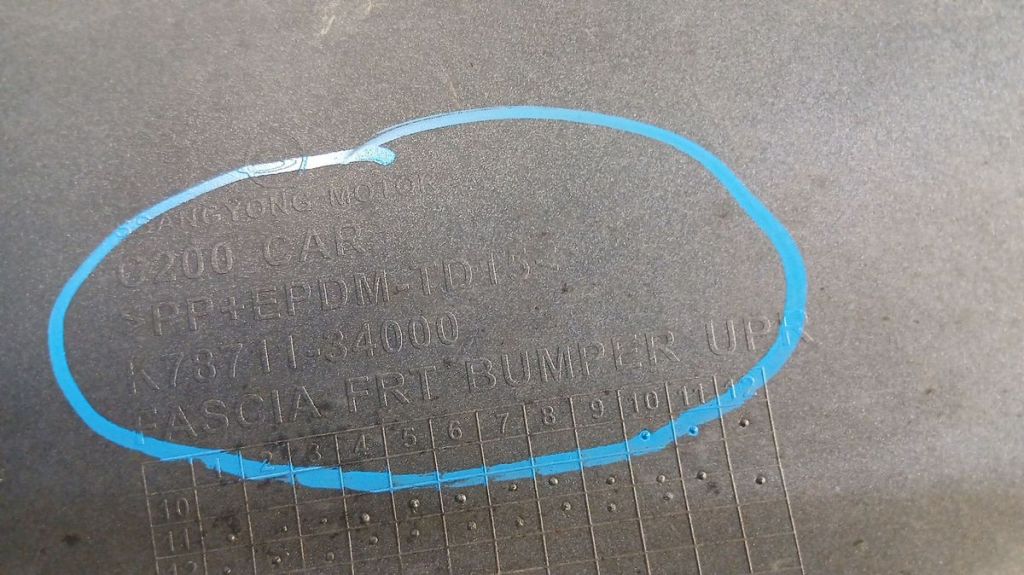 SSANGYONG MOTOR
C200 CAR
>PP+EPDM-TD15<
K78711-34000
FASCIA FRT BUMPER UPR
1 2 3 4 5 6 7 8 9 10 11 12
10
11
12